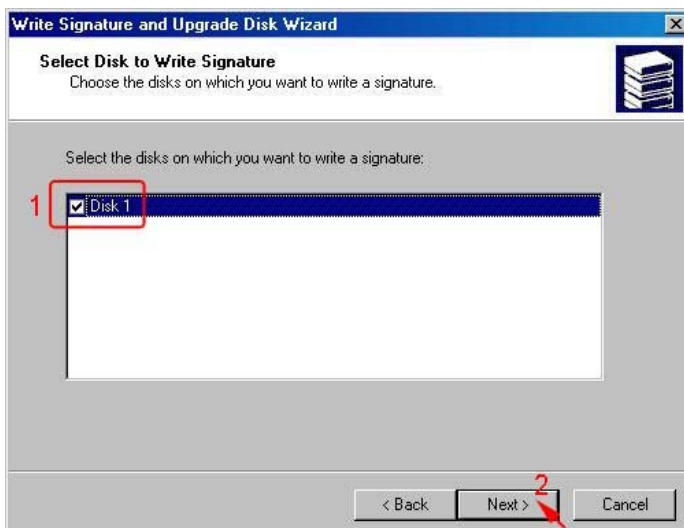 Write Signature and Upgrade Disk Wizard
Select Disk to Write Signature
Choose the disks on which you want to write a signature.
Select the disks on which you want to write a signature:
1
Disk 1
2
< Back
Next >
Cancel